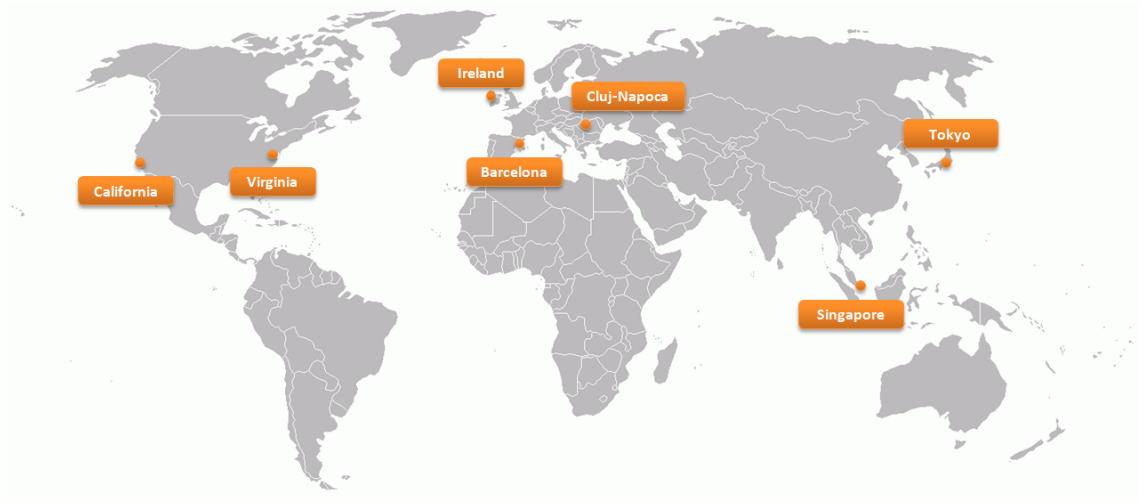 Ireland
Cluj-Napoca
Tokyo
Barcelona
Virginia
California
Singapore